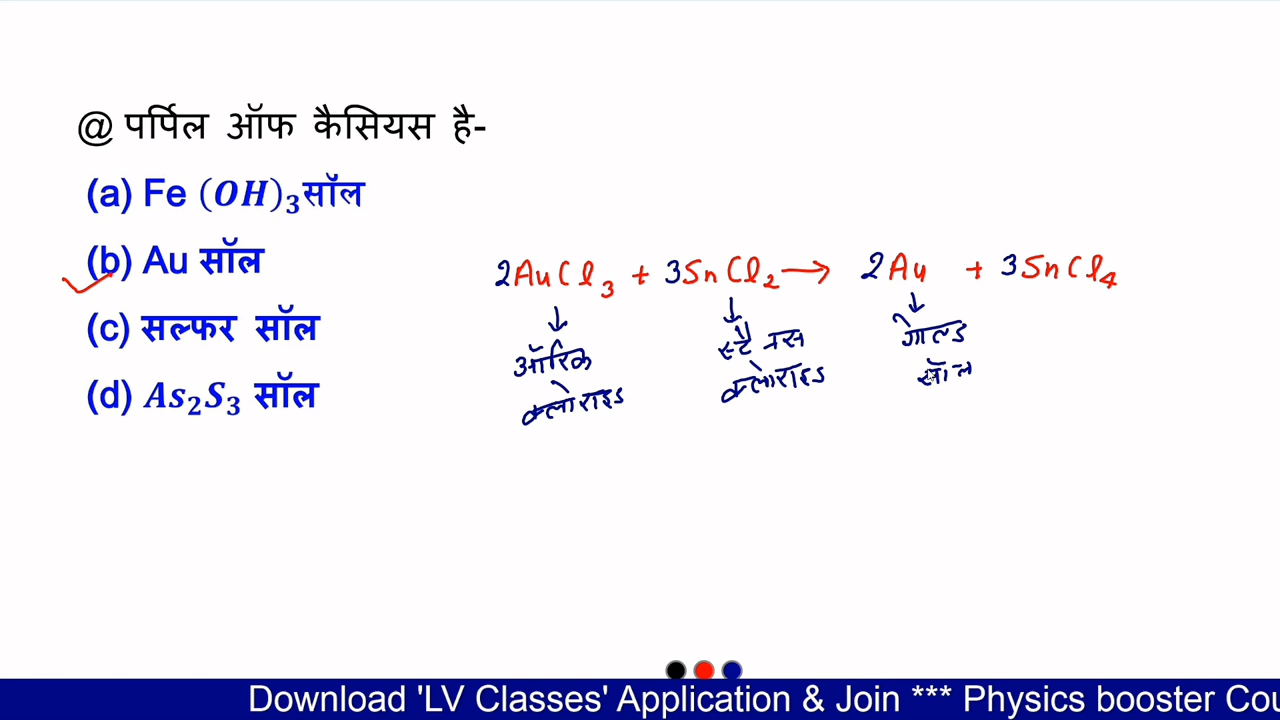 @ पर्पिल ऑफ कैसियस है-
(a) Fe (OH)₃सॉल
(b) Au सॉल
(c) सल्फर सॉल
(d) As₂S₃ सॉल
2AuCl₃ + 3SnCl₂ → 2Au + 3SnCl₄
↓ ↓ ↓
ऑरिक स्टैनस गोल्ड
क्लोराइड क्लोराइड सॉल
Download 'LV Classes' Application & Join *** Physics booster Cou